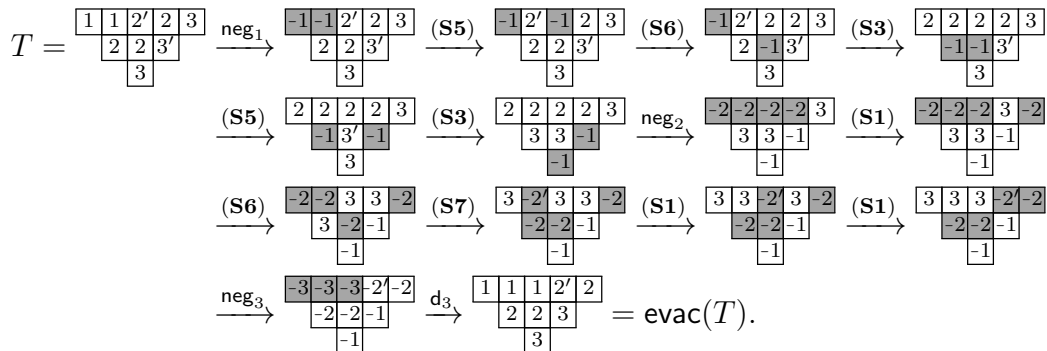 1 1 2′ 2 3 -1 -1 2′ 2 3 -1 2′ -1 2 3 -1 2′ 2 2 3 2 2 2 2 3
T = 2 2 3′ neg₁ → 2 2 3′ (S5) → 2 2 3′ (S6) → 2 -1 3′ (S3) → -1 -1 3′
3 3 3 3 3
2 2 2 2 3 2 2 2 2 3 -2 -2 -2 -2 3 -2 -2 -2 3 -2
(S5) → -1 3′ -1 (S3) → 3 3 -1 neg₂ → 3 3 -1 (S1) → 3 3 -1
3 -1 -1 -1
-2 -2 3 3 -2 3 -2′ 3 3 -2 3 3 -2′ 3 -2 3 3 3 -2′ -2
(S6) → 3 -2 -1 (S7) → -2 -2 -1 (S1) → -2 -2 -1 (S1) → -2 -2 -1
-1 -1 -1 -1
-3 -3 -3 -2′ -2 1 1 1 2′ 2
neg₃ → -2 -2 -1 d₃ → 2 2 3 = evac(T).
-1 3